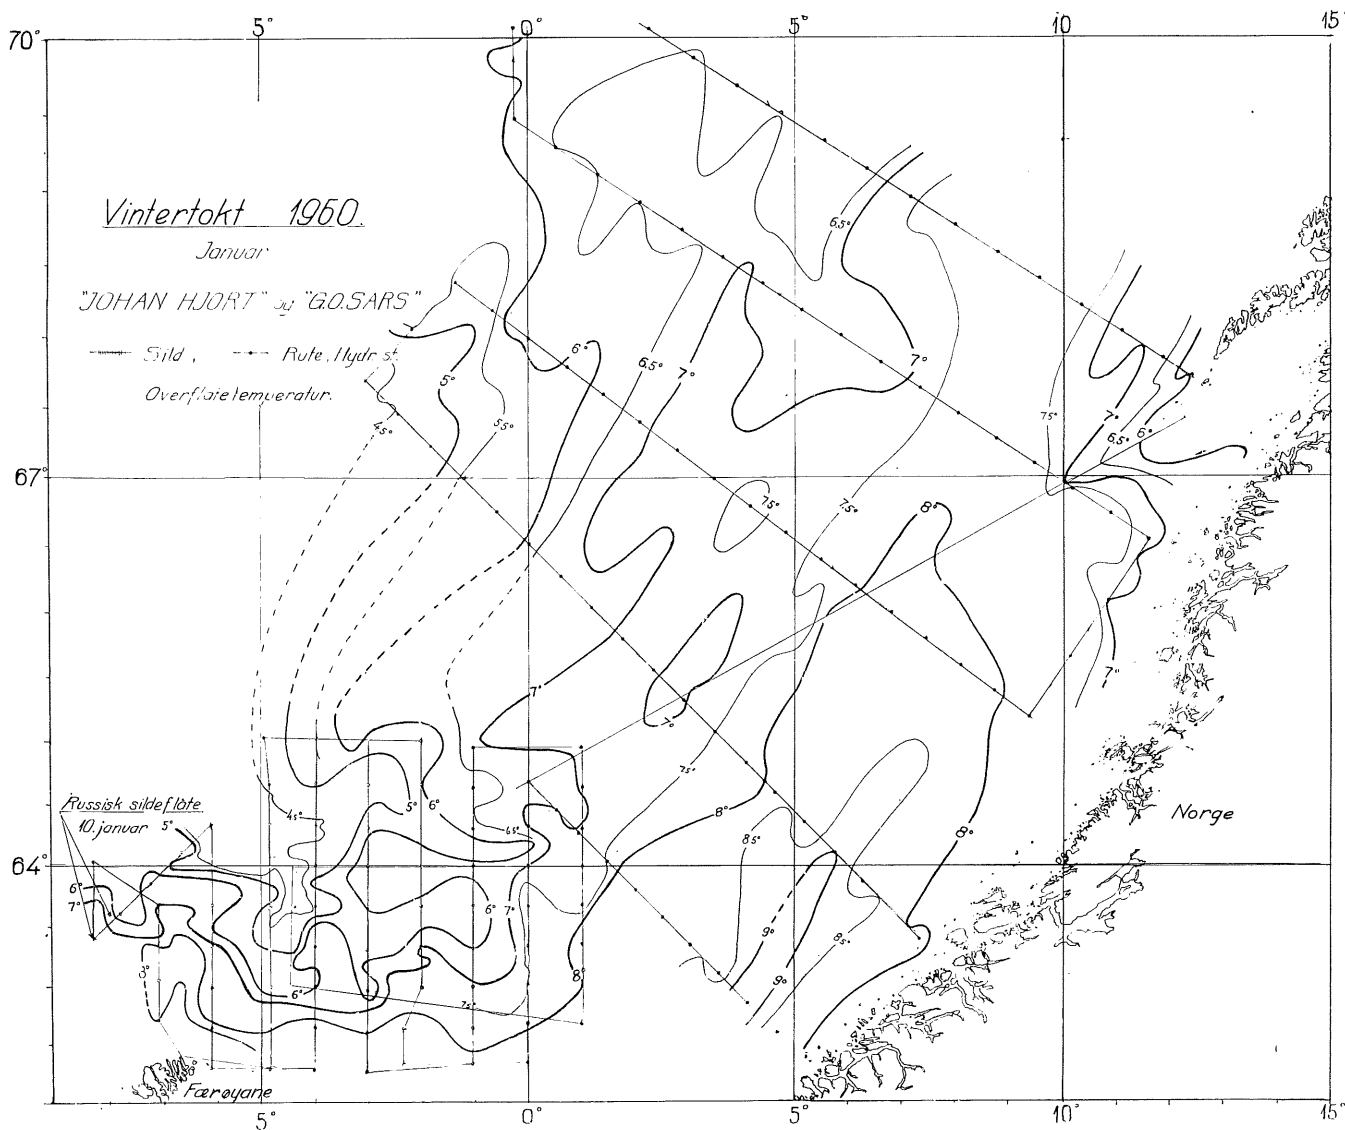 5° 0° 5° 10° 15°
70°
Vintertokt 1960.
Januar
"JOHAN HJORT" og "G.O.SARS"
Sild, Rute, Hydr. st.
Overflatetemperatur.
6.5°
6° 6.5° 7° 7°
5°
4.5° 5.5°
7.5° 7° 6.5° 6°
67°
7.5° 7.5° 8°
7° 7° 7°
7.5°
Russisk sildeflåte
10. januar 5°
4.5° 5° 6° 6.5° 8° 8.5° 8°
Norge
64°
6° 7° 6° 7° 9° 8.5°
8° 6° 7.5° 8° 9°
Færøyane
5° 0° 5° 10° 15°